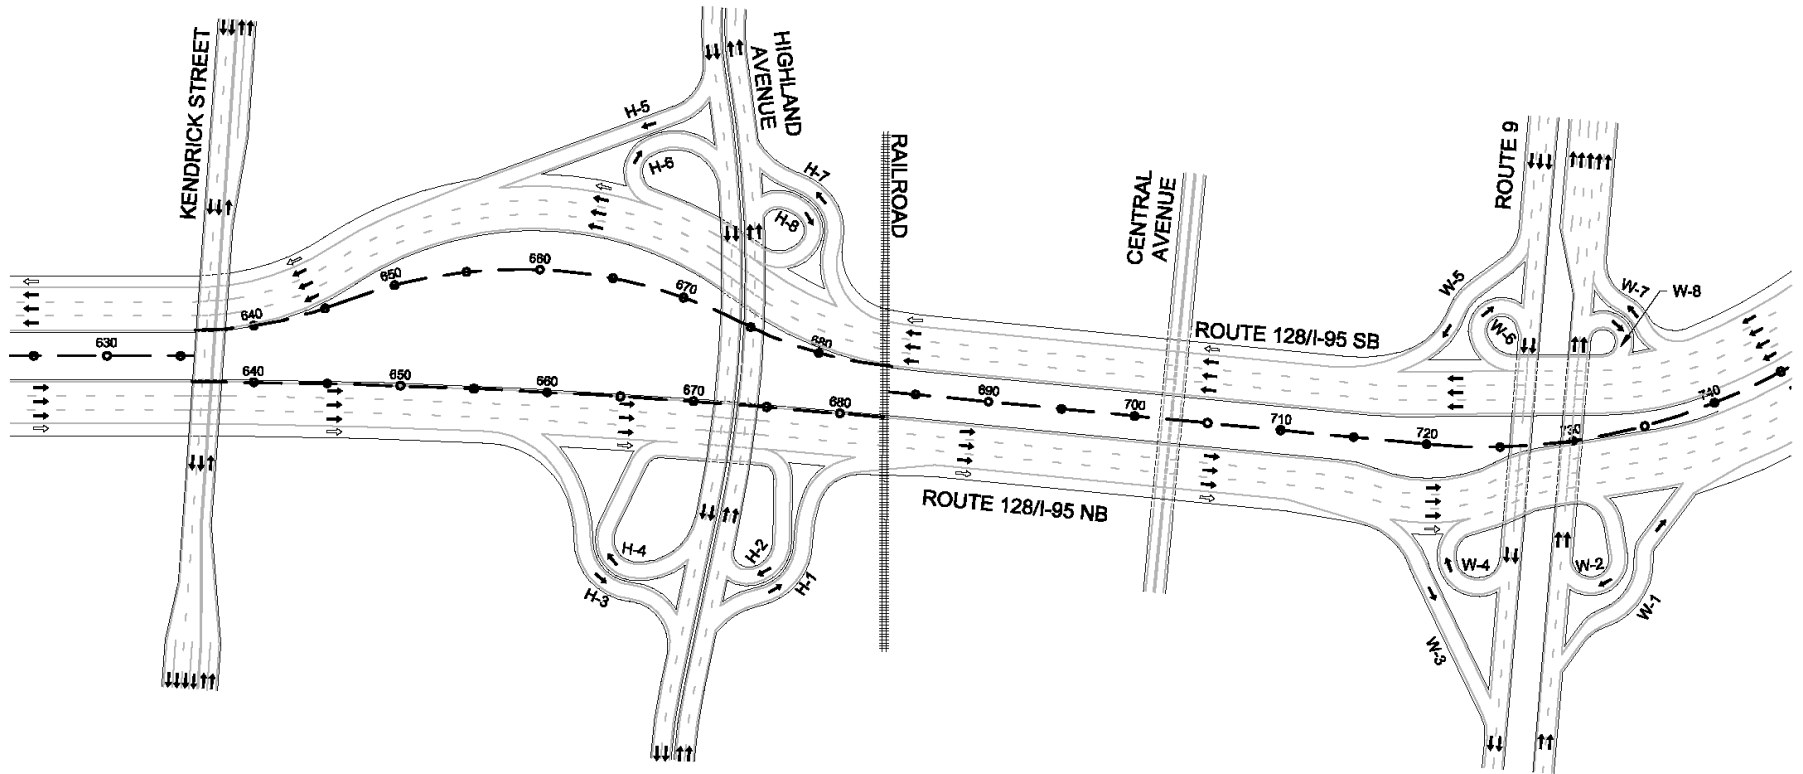 KENDRICK STREET
HIGHLAND
AVENUE
H-5
H-6
H-7
H-8
RAILROAD
CENTRAL
AVENUE
ROUTE 9
W-5
W-6
W-7
W-8
ROUTE 128/I-95 SB
630
640
650
660
670
680
640
650
660
670
680
690
700
710
720
730
740
ROUTE 128/I-95 NB
H-4
H-3
H-2
H-1
W-4
W-2
W-3
W-1